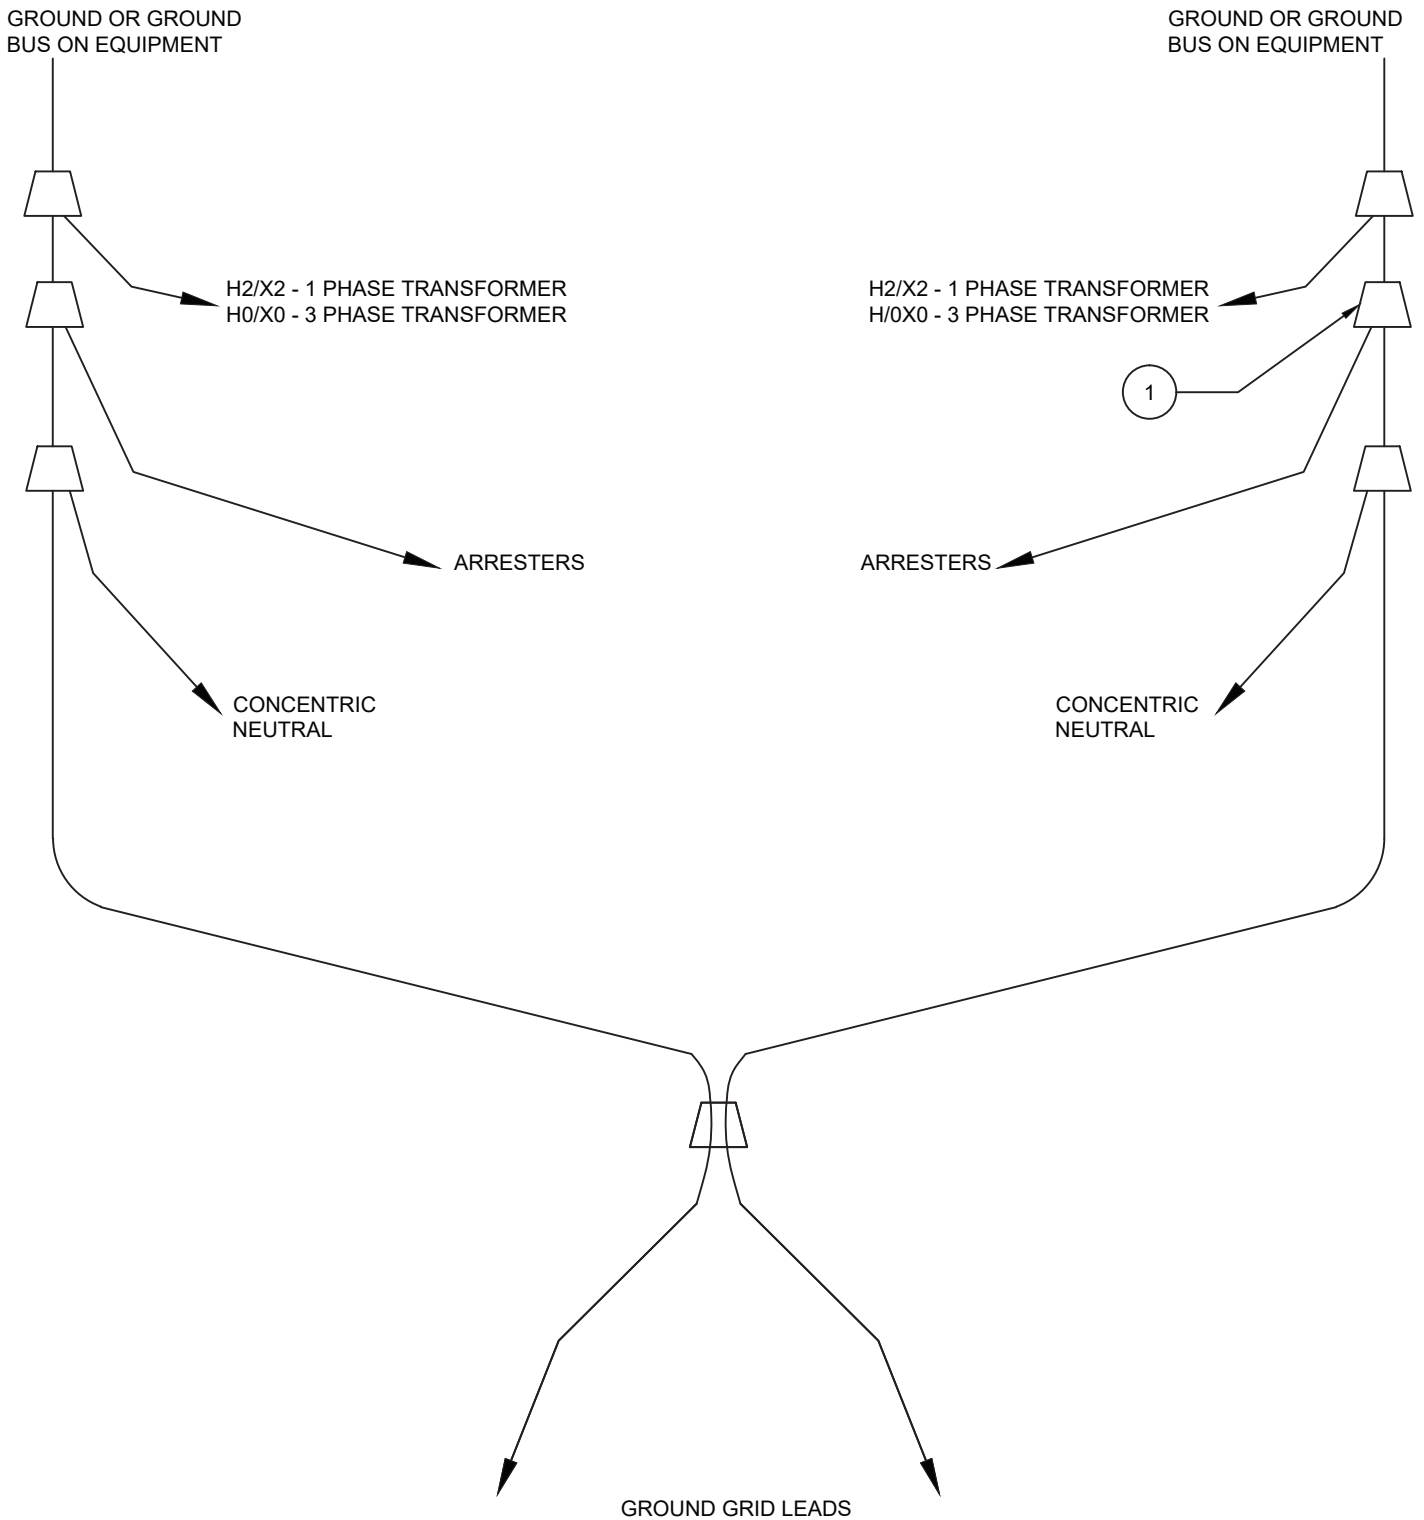 GROUND OR GROUND
BUS ON EQUIPMENT
GROUND OR GROUND
BUS ON EQUIPMENT
H2/X2 - 1 PHASE TRANSFORMER
H0/X0 - 3 PHASE TRANSFORMER
H2/X2 - 1 PHASE TRANSFORMER
H/0X0 - 3 PHASE TRANSFORMER
1
ARRESTERS
ARRESTERS
CONCENTRIC
NEUTRAL
CONCENTRIC
NEUTRAL
GROUND GRID LEADS